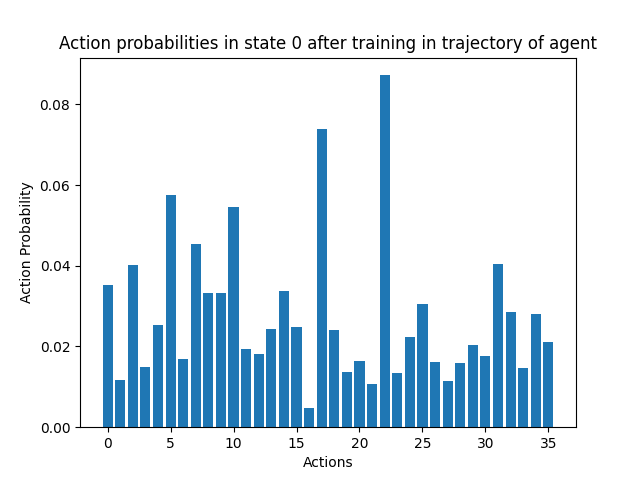 Action probabilities in state 0 after training in trajectory of agent
Action Probability
0.08
0.06
0.04
0.02
0.00
0 5 10 15 20 25 30 35
Actions